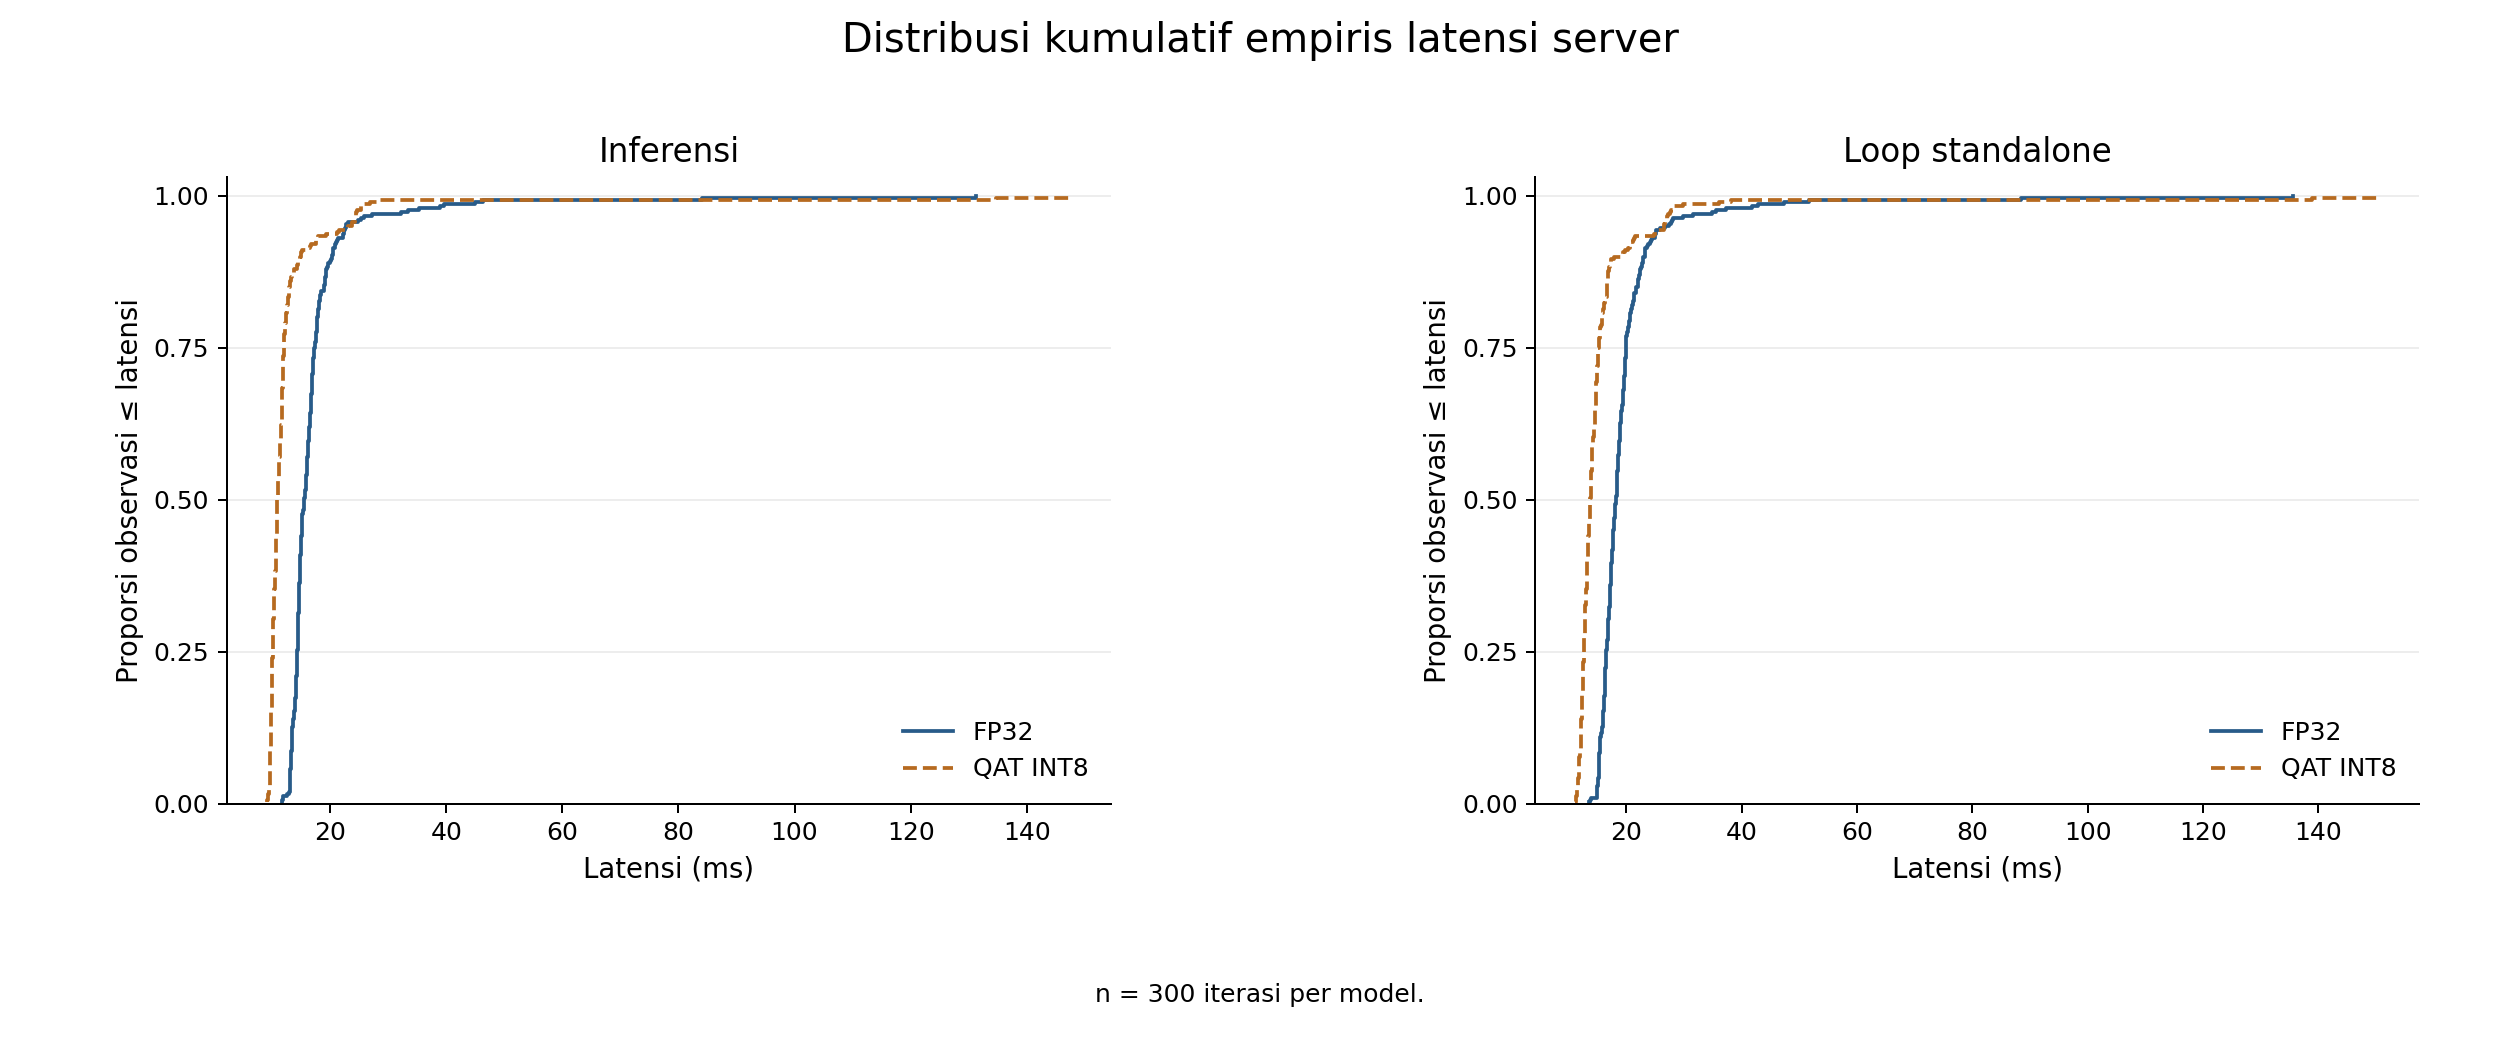 Distribusi kumulatif empiris latensi server
Inferensi
Proporsi observasi ≤ latensi
1.00
0.75
0.50
0.25
0.00
20 40 60 80 100 120 140
Latensi (ms)
FP32
QAT INT8
Loop standalone
Proporsi observasi ≤ latensi
1.00
0.75
0.50
0.25
0.00
20 40 60 80 100 120 140
Latensi (ms)
FP32
QAT INT8
n = 300 iterasi per model.